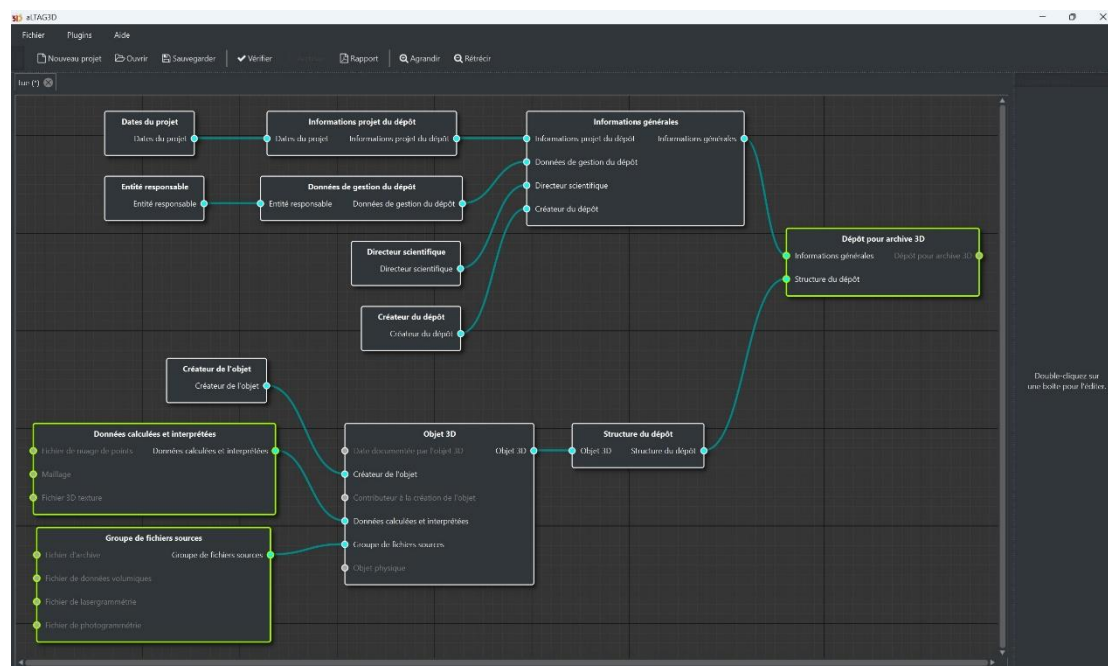 aLTAG3D
Fichier Plugins Aide
Nouveau projet Ouvrir Sauvegarder Vérifier Rapport Agrandir Rétrécir
Dates du projet
Dates du projet
Informations projet du dépôt
Dates du projet Informations projet du dépôt
Informations générales
Informations projet du dépôt Informations générales
Données de gestion du dépôt
Directeur scientifique
Créateur du dépôt
Entité responsable
Entité responsable
Données de gestion du dépôt
Entité responsable Données de gestion du dépôt
Directeur scientifique
Directeur scientifique
Dépôt pour archive 3D
Informations générales Dépôt pour archive 3D
Structure du dépôt
Créateur du dépôt
Créateur du dépôt
Créateur de l'objet
Créateur de l'objet
Double-cliquez sur
une boîte pour l'éditer.
Données calculées et interprétées
Fichier de nuage de points Données calculées et interprétées
Maillage
Fichier 3D texture
Objet 3D
Date documentée par l'objet 3D Objet 3D
Créateur de l'objet
Contributeur à la création de l'objet
Données calculées et interprétées
Groupe de fichiers sources
Objet physique
Structure du dépôt
Objet 3D Structure du dépôt
Groupe de fichiers sources
Fichier d'archive Groupe de fichiers sources
Fichier de données volumiques
Fichier de lasergrammétrie
Fichier de photogrammétrie